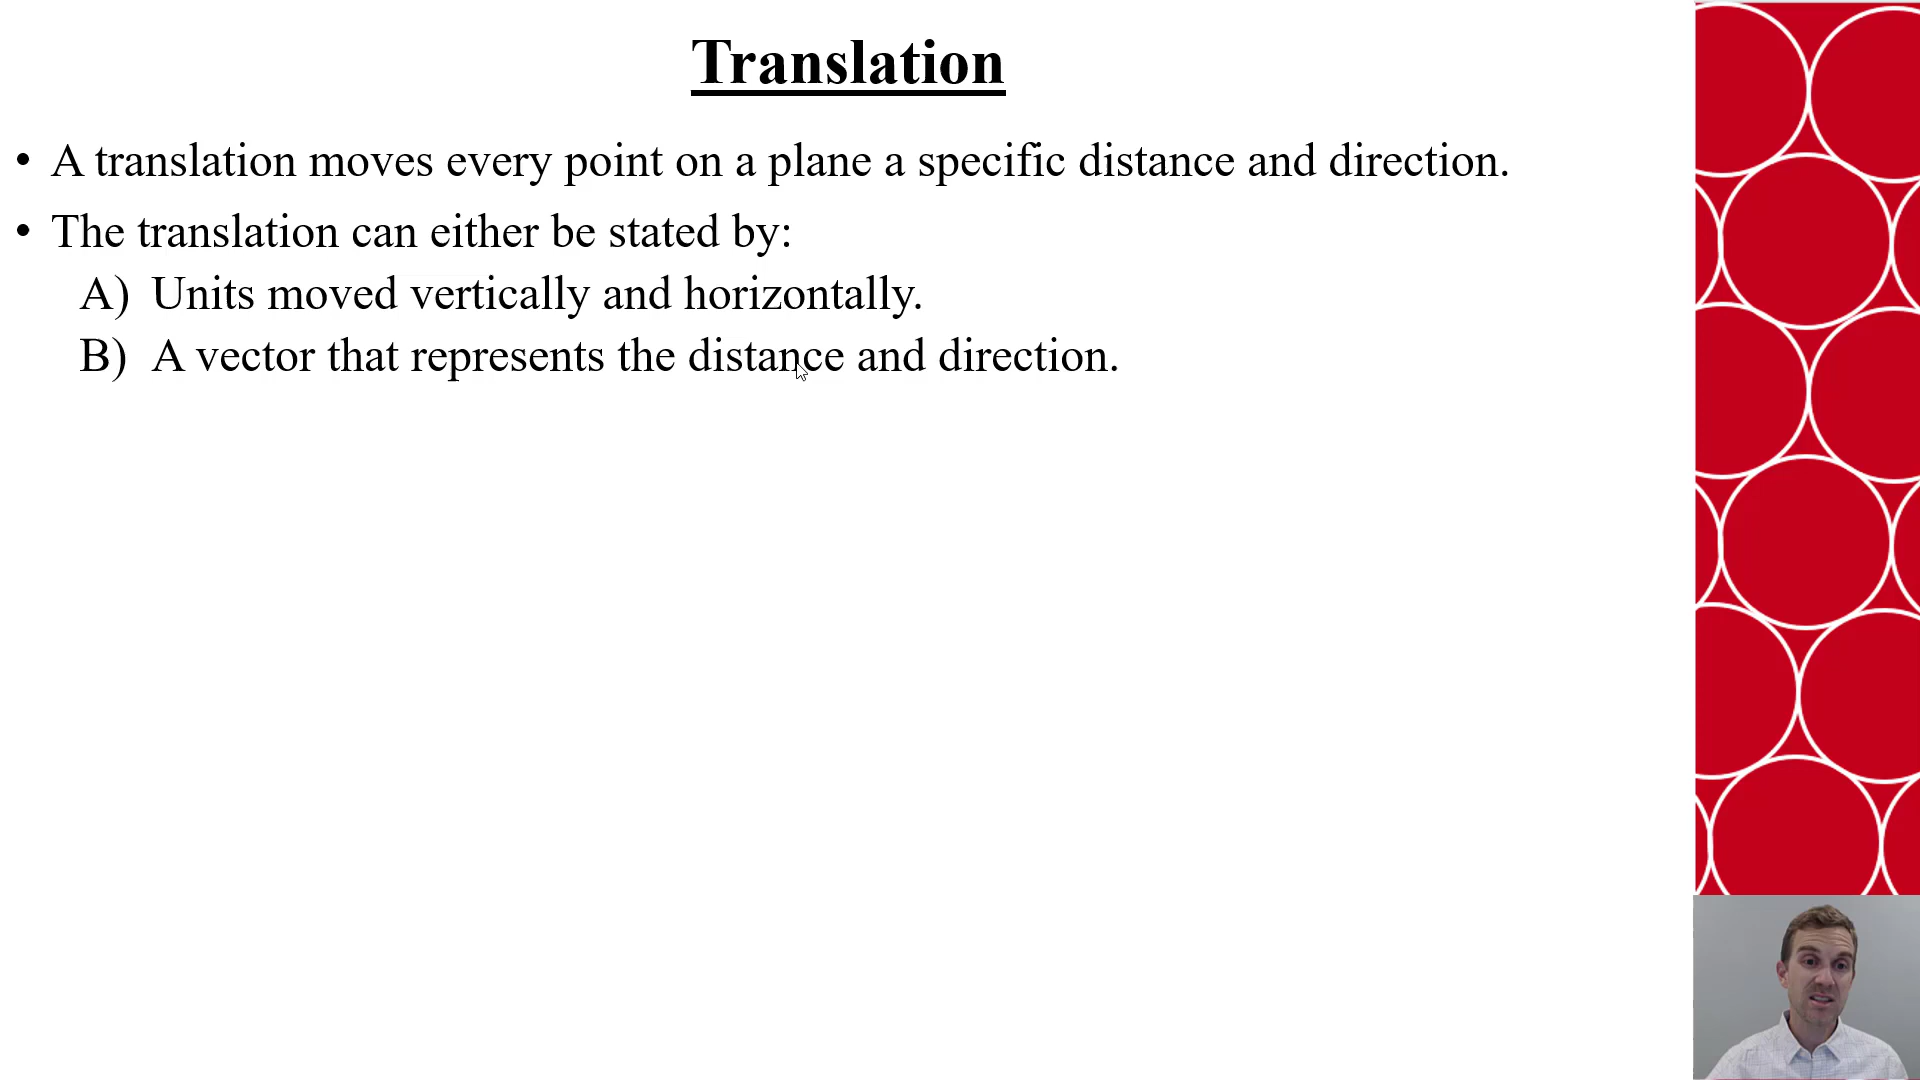 Translation
• A translation moves every point on a plane a specific distance and direction.
• The translation can either be stated by:
A) Units moved vertically and horizontally.
B) A vector that represents the distance and direction.